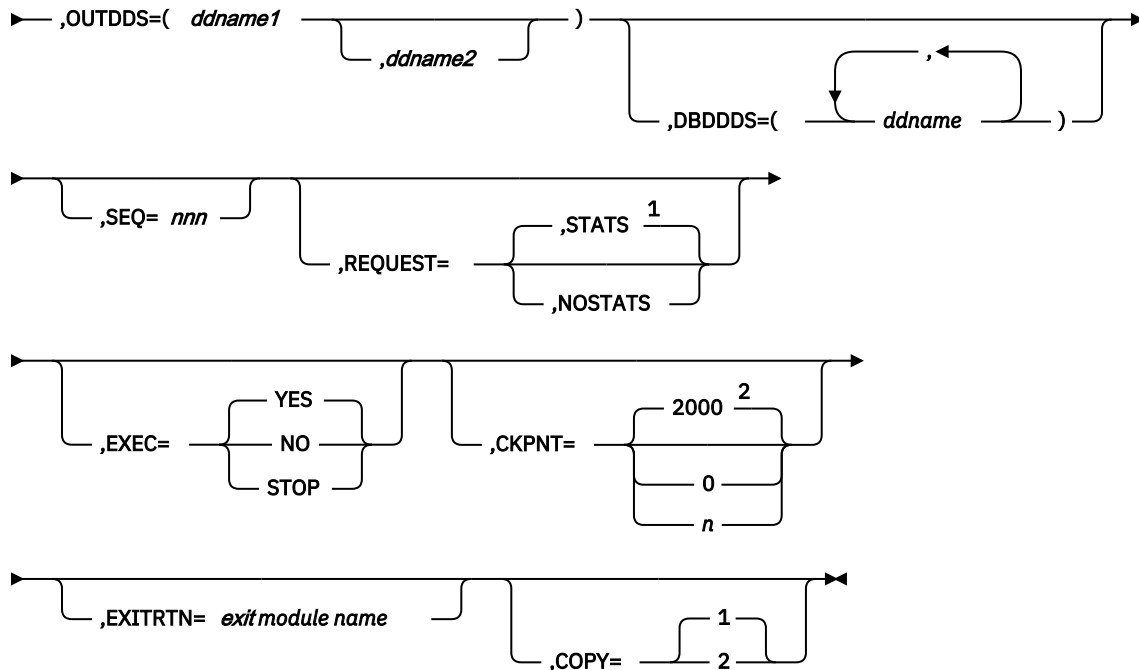 ,OUTDDS=( ddname1 )
,ddname2
,
,DBDDDS=( ddname )
,SEQ= nnn
,STATS 1
,REQUEST=
,NOSTATS
YES
,EXEC= NO
STOP
2000 2
,CKPNT=
0
n
,EXITRTN= exit module name
1
,COPY= 2